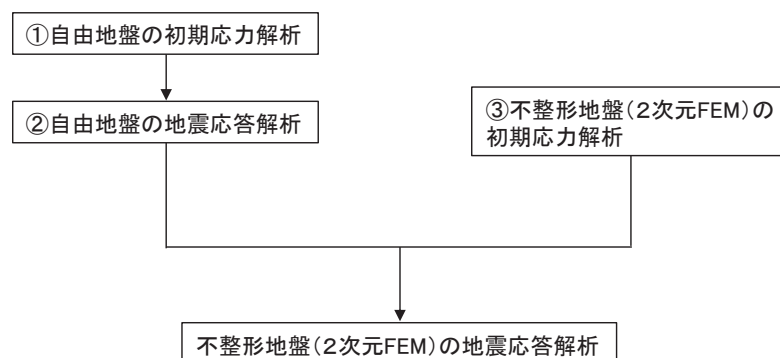 ①自由地盤の初期応力解析
②自由地盤の地震応答解析
③不整形地盤(2次元FEM)の
初期応力解析
不整形地盤(2次元FEM)の地震応答解析